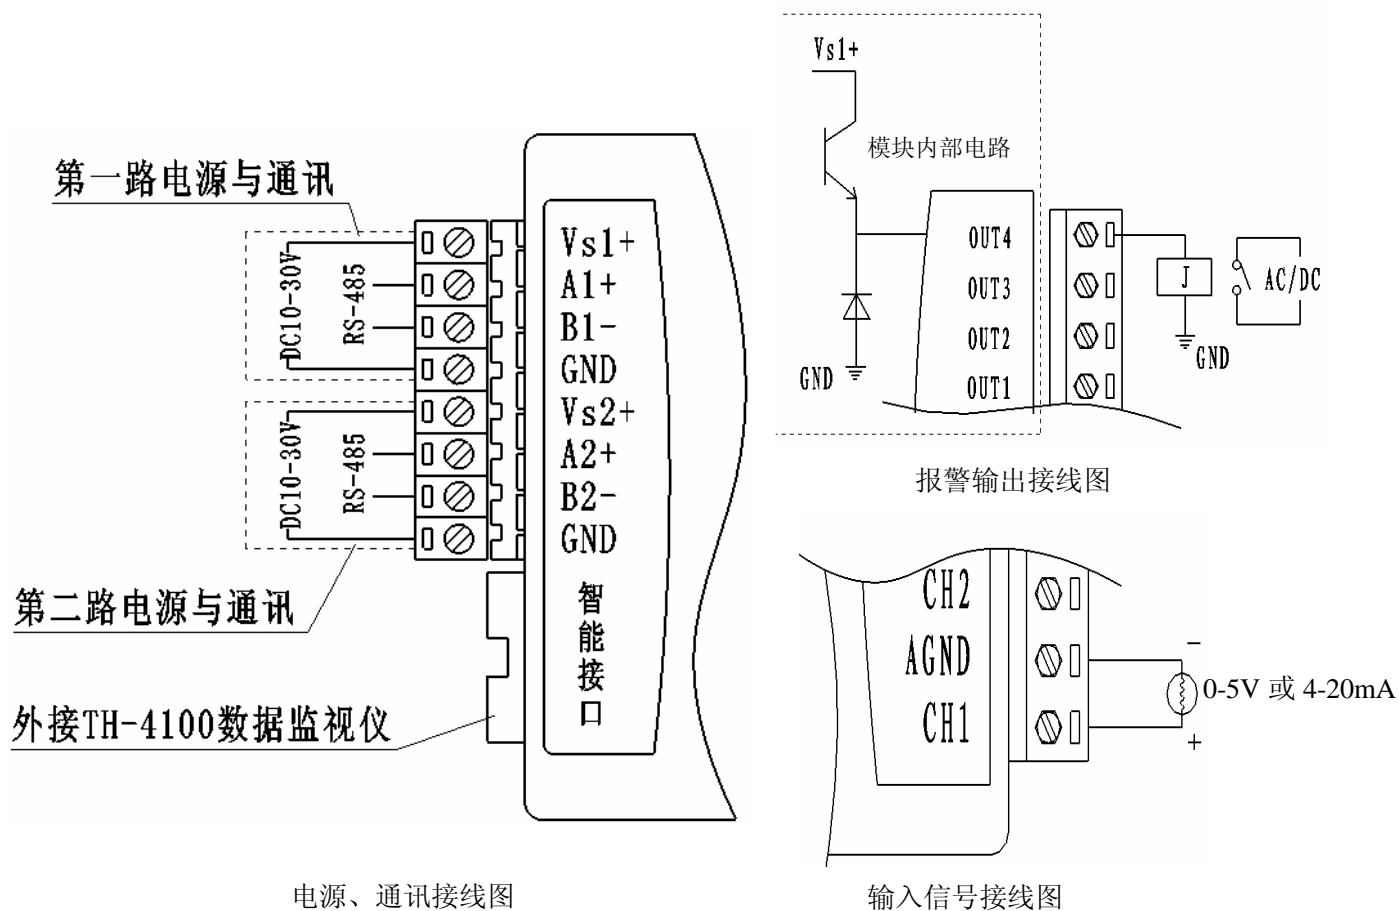 第一路电源与通讯
DC10-30V
RS-485
DC10-30V
RS-485
第二路电源与通讯
外接TH-4100数据监视仪
Vs1+
A1+
B1-
GND
Vs2+
A2+
B2-
GND
智能接口
电源、通讯接线图
Vs1+
模块内部电路
GND
OUT4
OUT3
OUT2
OUT1
J
GND
AC/DC
报警输出接线图
CH2
AGND
CH1
-
0-5V 或 4-20mA
+
输入信号接线图